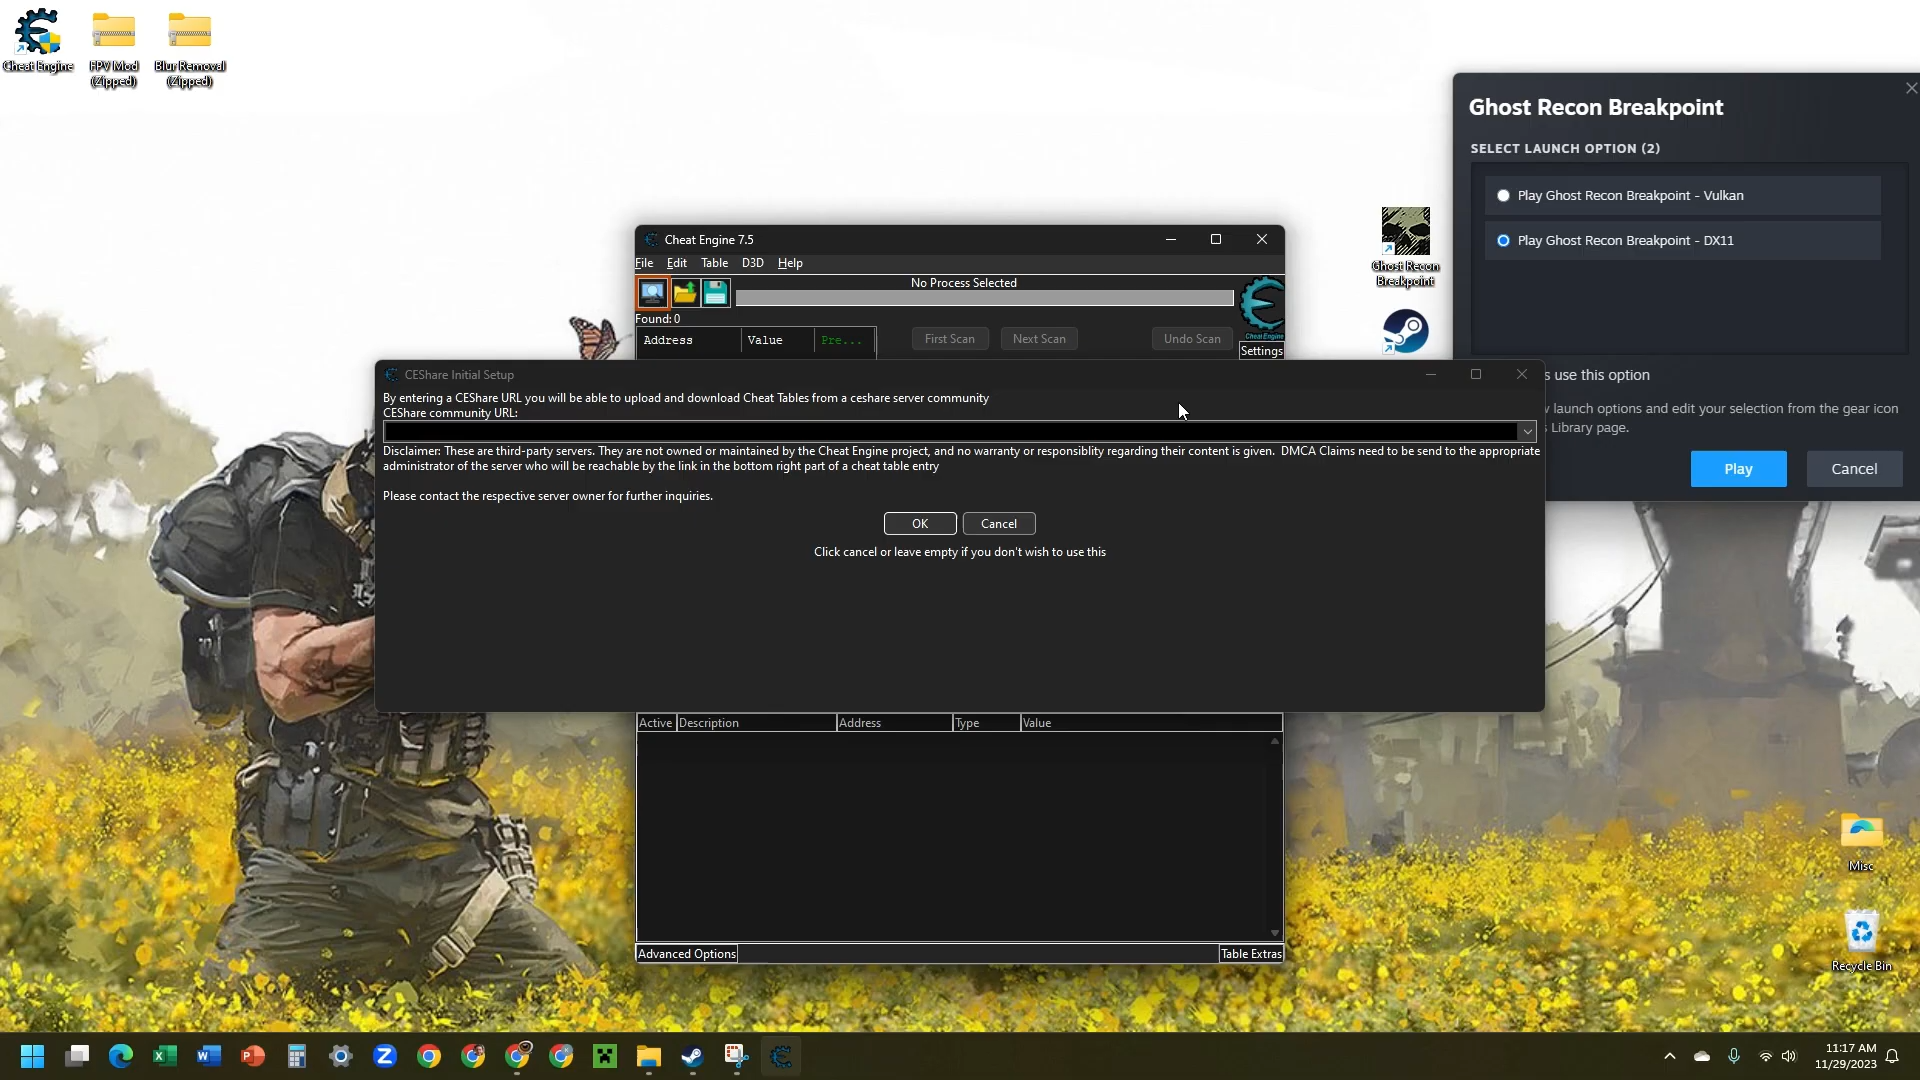 Cheat Engine
FPV Mod
(Zipped)
Blur Removal
(Zipped)
Ghost Recon Breakpoint
SELECT LAUNCH OPTION (2)
Play Ghost Recon Breakpoint - Vulkan
Play Ghost Recon Breakpoint - DX11
s use this option
launch options and edit your selection from the gear icon
Library page.
Play
Cancel
Ghost Recon
Breakpoint
Cheat Engine 7.5
File
Edit
Table
D3D
Help
No Process Selected
Found: 0
Address
Value
Pre...
First Scan
Next Scan
Undo Scan
Cheat Engine
Settings
CEShare Initial Setup
By entering a CEShare URL you will be able to upload and download Cheat Tables from a ceshare server community
CEShare community URL:
Disclaimer: These are third-party servers. They are not owned or maintained by the Cheat Engine project, and no warranty or responsiblity regarding their content is given.  DMCA Claims need to be send to the appropriate
administrator of the server who will be reachable by the link in the bottom right part of a cheat table entry
Please contact the respective server owner for further inquiries.
OK
Cancel
Click cancel or leave empty if you don't wish to use this
Active
Description
Address
Type
Value
Advanced Options
Table Extras
Misc
Recycle Bin
11:17 AM
11/29/2023